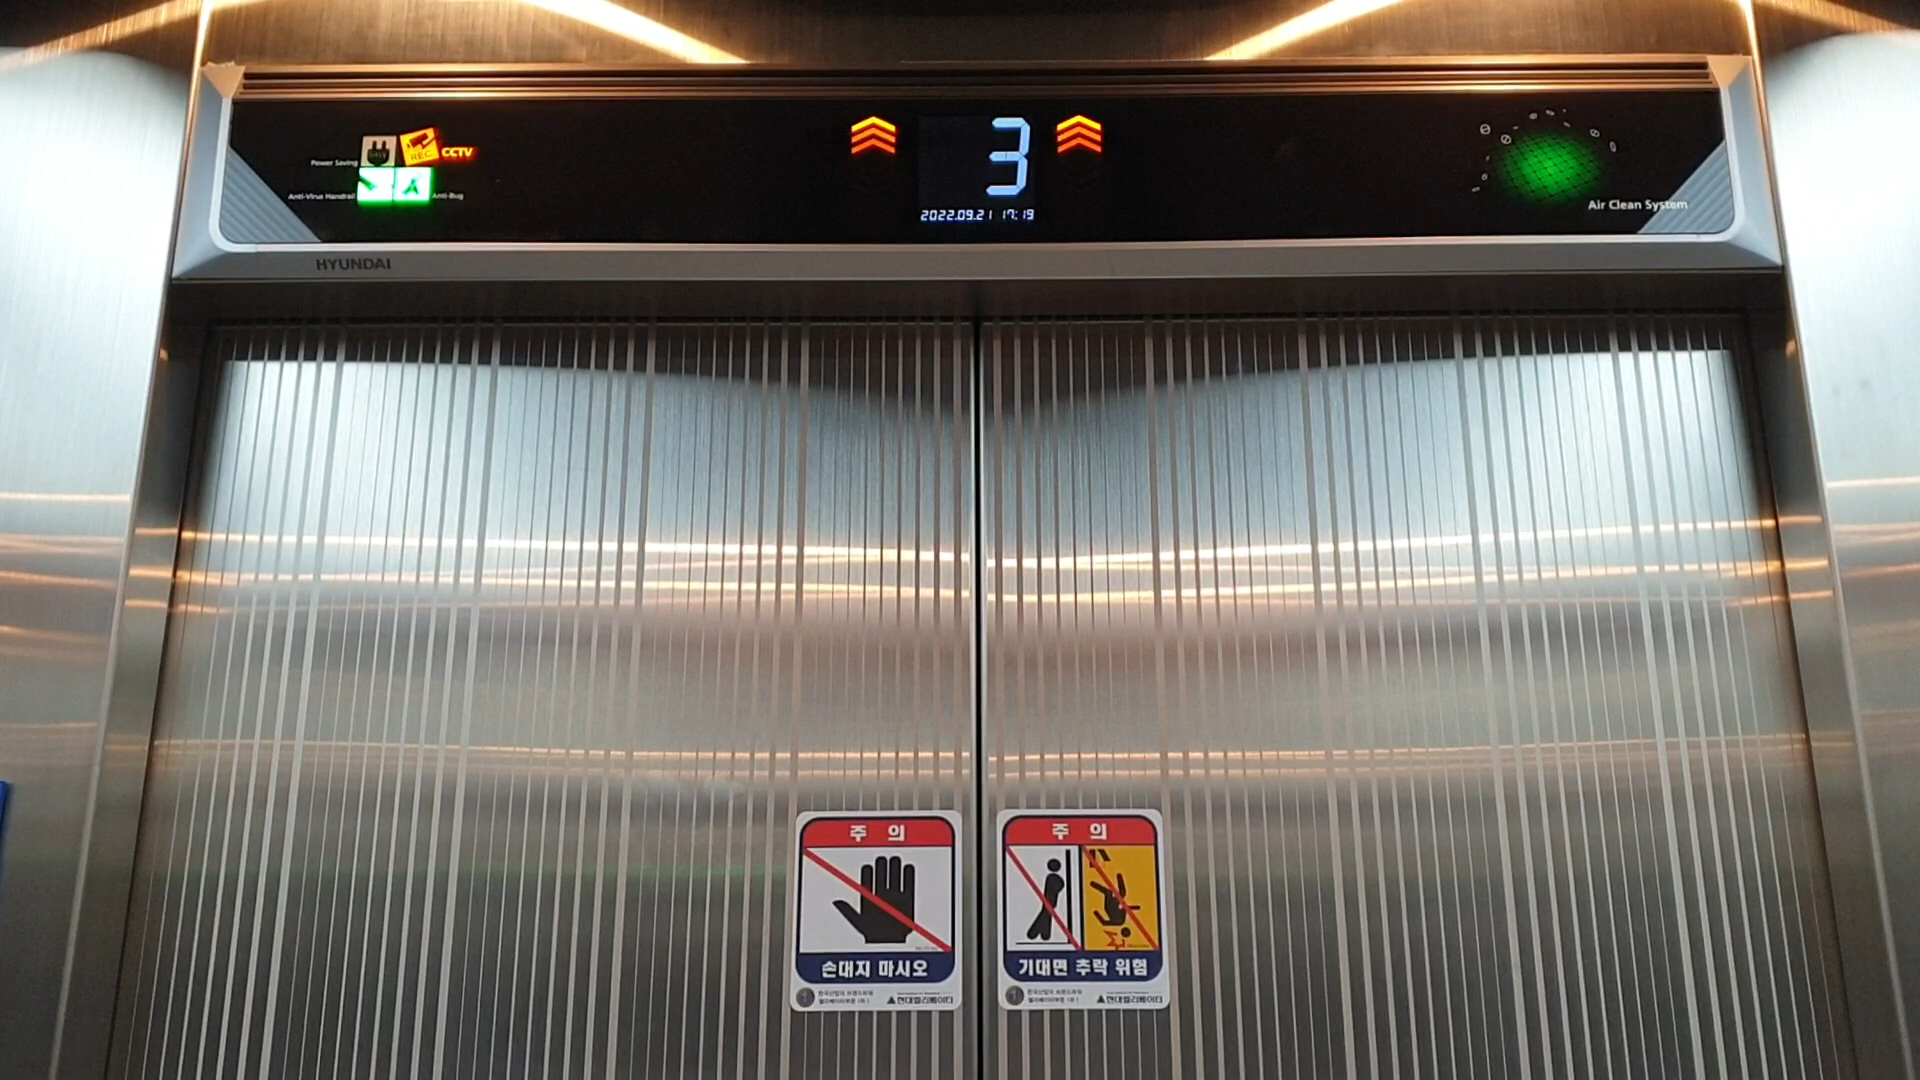 Power Saving
SAVE
REC
CCTV
Anti-Virus Handrail
Anti-Bug
3
2022.09.21 17:19
Air Clean System
HYUNDAI
주 의
손대지 마시오
현대엘리베이터
주 의
기대면 추락 위험
현대엘리베이터